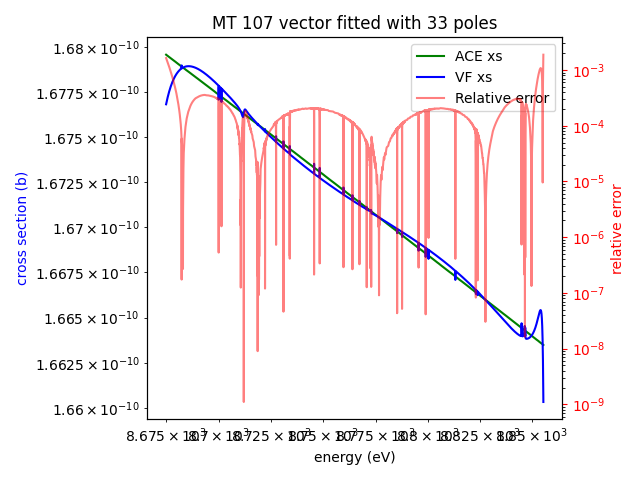 MT 107 vector fitted with 33 poles
ACE xs
VF xs
Relative error
cross section (b)
1.68 × 10⁻¹⁰
1.6775 × 10⁻¹⁰
1.675 × 10⁻¹⁰
1.6725 × 10⁻¹⁰
1.67 × 10⁻¹⁰
1.6675 × 10⁻¹⁰
1.665 × 10⁻¹⁰
1.6625 × 10⁻¹⁰
1.66 × 10⁻¹⁰
10⁻³
10⁻⁴
10⁻⁵
10⁻⁶
10⁻⁷
10⁻⁸
10⁻⁹
relative error
8.675 × 
energy (eV)